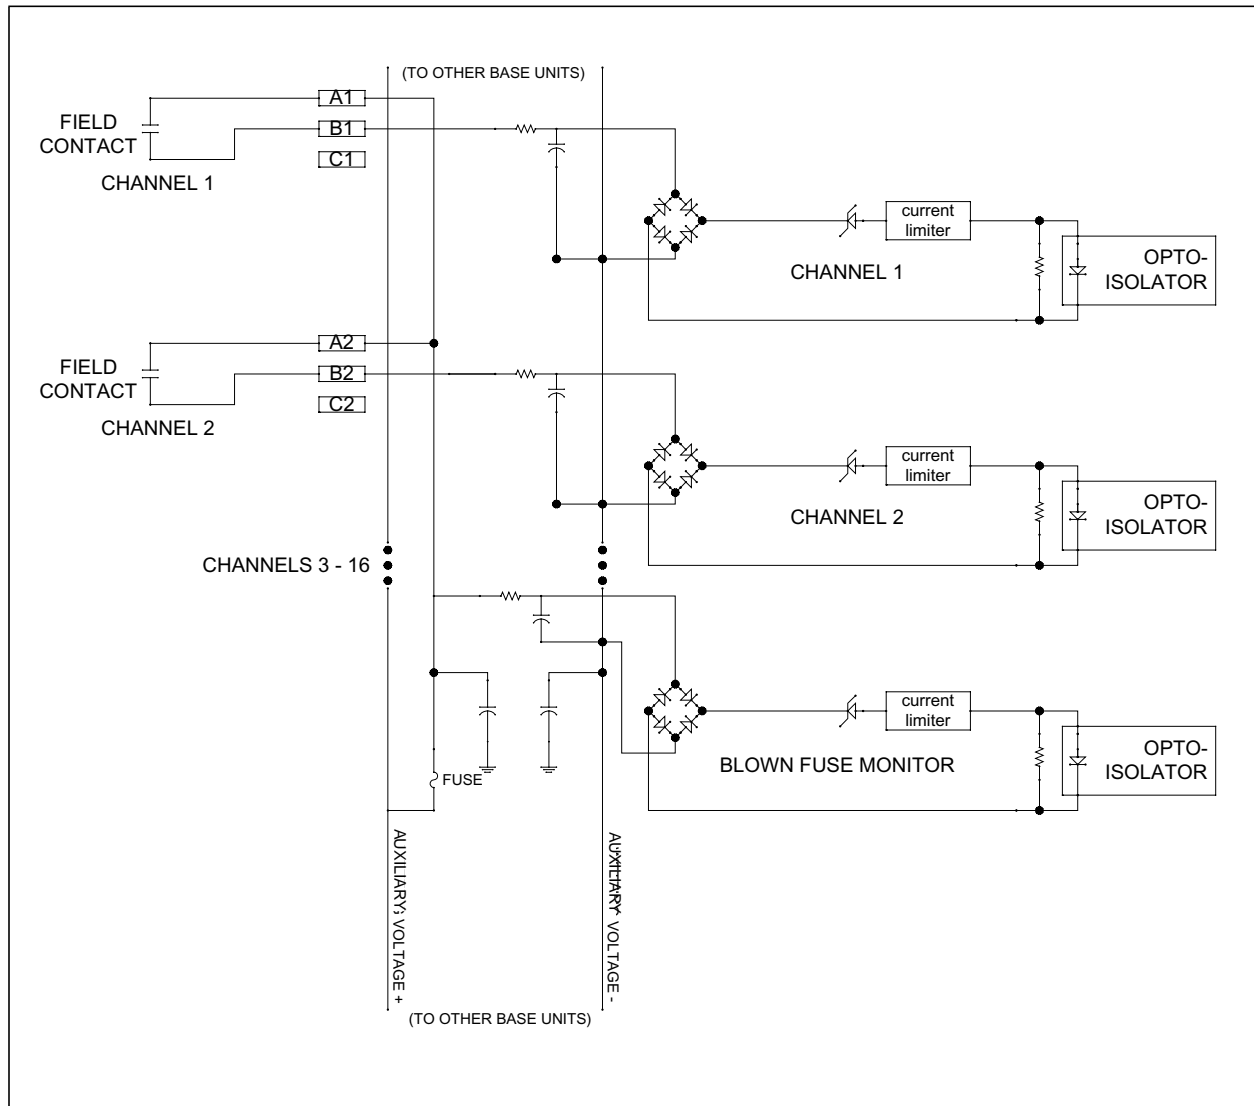 (TO OTHER BASE UNITS)
A1
FIELD
CONTACT
B1
C1
CHANNEL 1
current
limiter
CHANNEL 1
OPTO-
ISOLATOR
A2
FIELD
CONTACT
B2
C2
CHANNEL 2
current
limiter
CHANNEL 2
OPTO-
ISOLATOR
CHANNELS 3 - 16
current
limiter
BLOWN FUSE MONITOR
OPTO-
ISOLATOR
FUSE
AUXILIARY VOLTAGE +
AUXILIARY VOLTAGE -
(TO OTHER BASE UNITS)